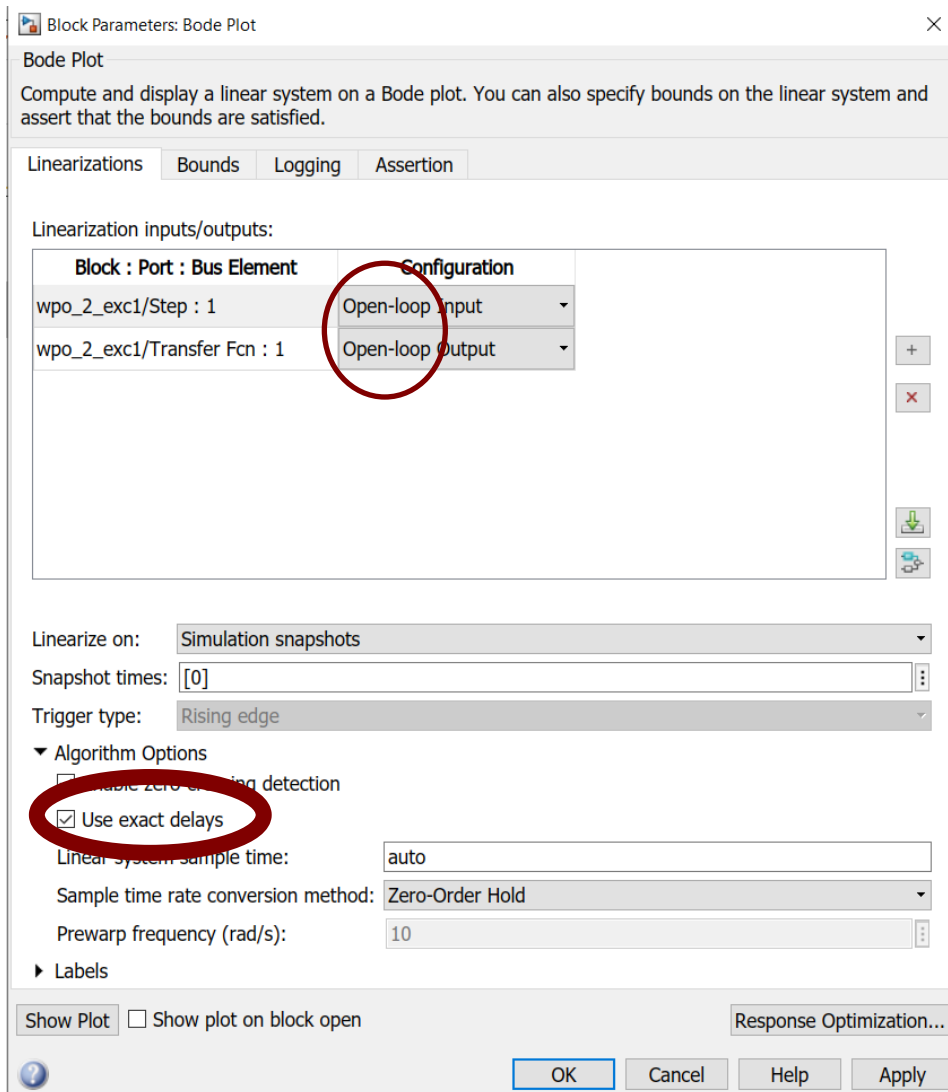 Block Parameters: Bode Plot
Bode Plot
Compute and display a linear system on a Bode plot. You can also specify bounds on the linear system and
assert that the bounds are satisfied.
Linearizations Bounds Logging Assertion
Linearization inputs/outputs:
Block : Port : Bus Element Configuration
wpo_2_exc1/Step : 1 Open-loop Input
wpo_2_exc1/Transfer Fcn : 1 Open-loop Output
Linearize on: Simulation snapshots
Snapshot times: [0]
Trigger type: Rising edge
Algorithm Options
Enable zero-crossing detection
Use exact delays
Linear system sample time: auto
Sample time rate conversion method: Zero-Order Hold
Prewarp frequency (rad/s): 10
Labels
Show Plot Show plot on block open Response Optimization...
OK Cancel Help Apply